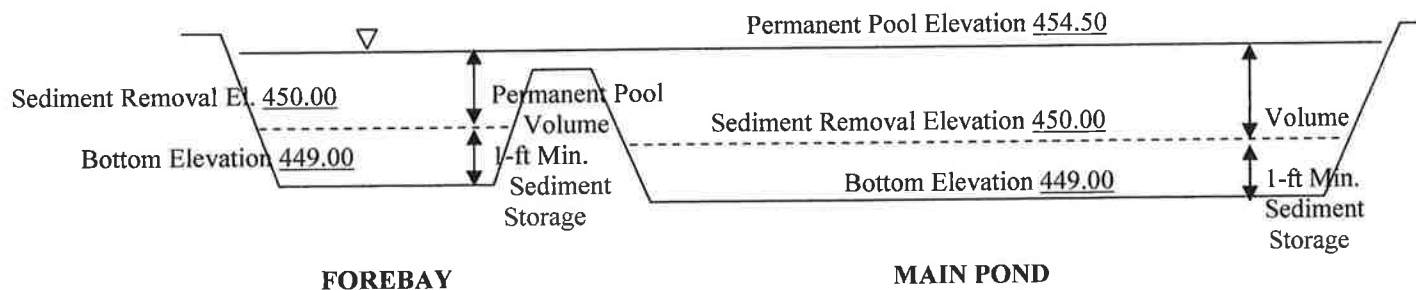 Permanent Pool Elevation 454.50
Sediment Removal El. 450.00
Permanent Pool
Volume
Sediment Removal Elevation 450.00
Volume
Bottom Elevation 449.00
1-ft Min.
Sediment
Storage
Bottom Elevation 449.00
1-ft Min.
Sediment
Storage
FOREBAY
MAIN POND